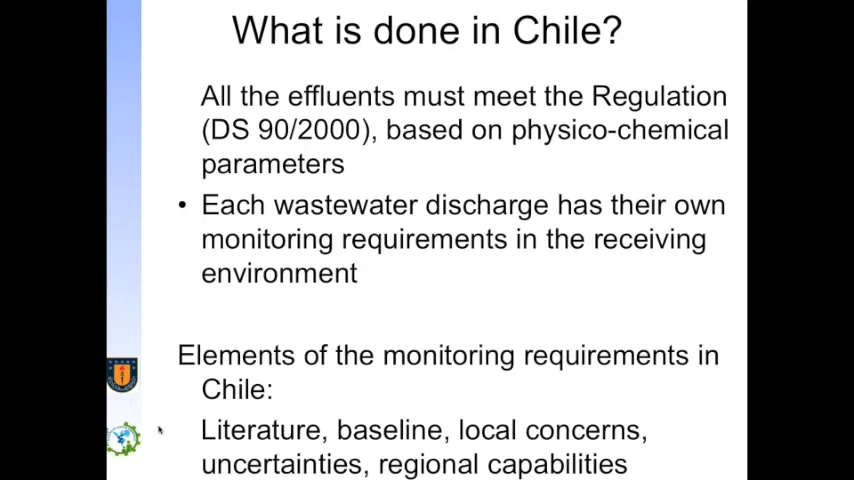 What is done in Chile?
All the effluents must meet the Regulation
(DS 90/2000), based on physico-chemical
parameters
• Each wastewater discharge has their own
monitoring requirements in the receiving
environment
Elements of the monitoring requirements in
Chile:
Literature, baseline, local concerns,
uncertainties, regional capabilities